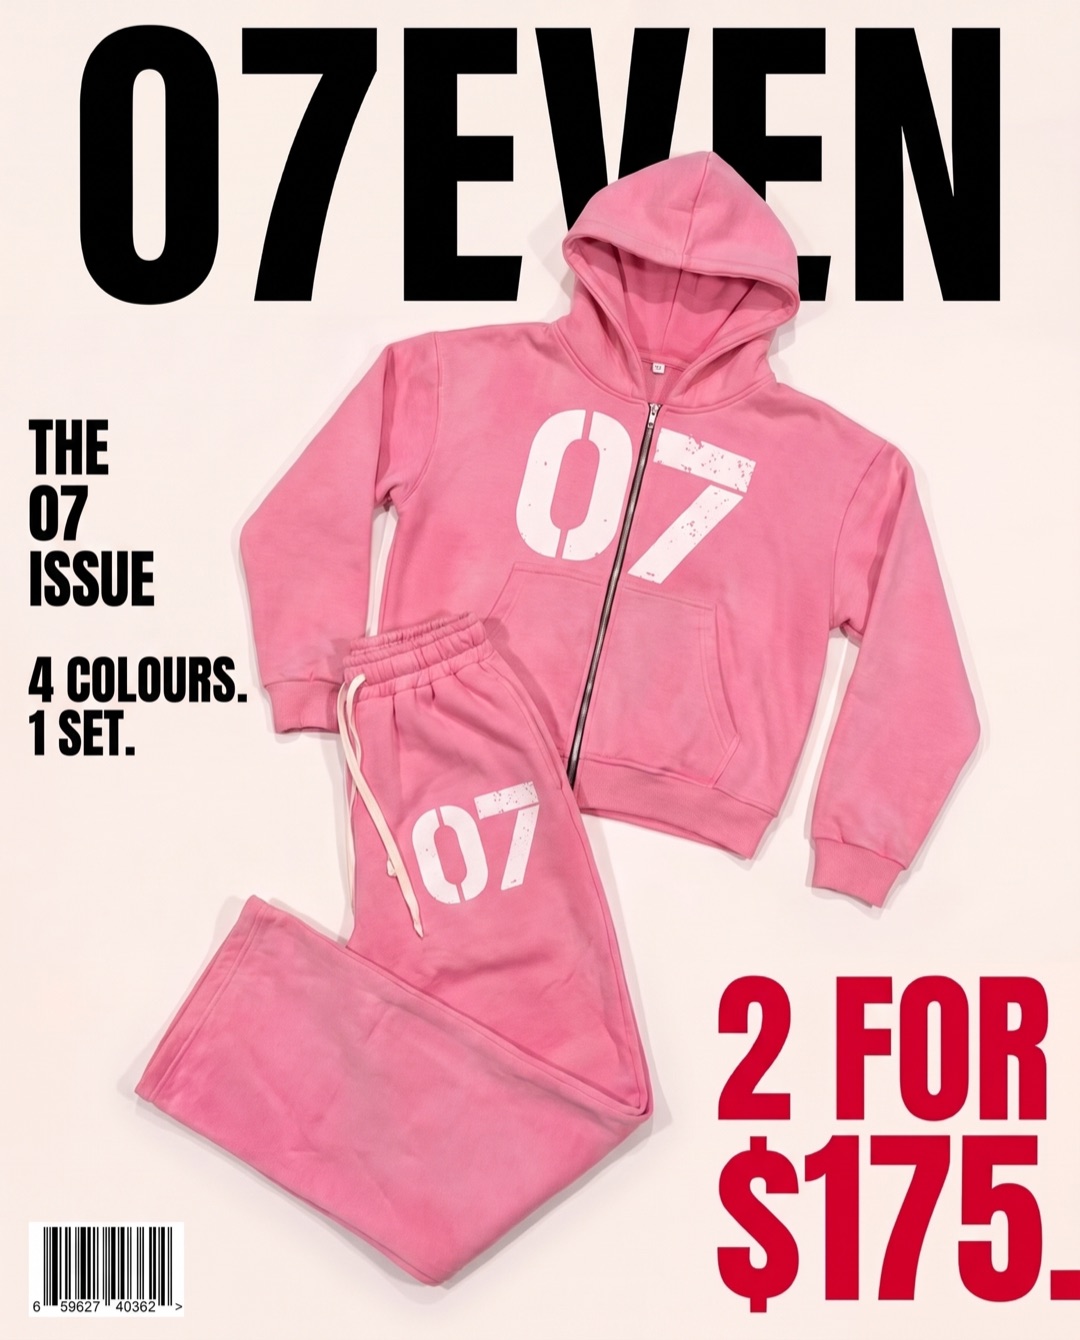 07EVEN
THE
07
ISSUE
4 COLOURS.
1 SET.
07
07
2 FOR
$175.
6 59627 40362 >